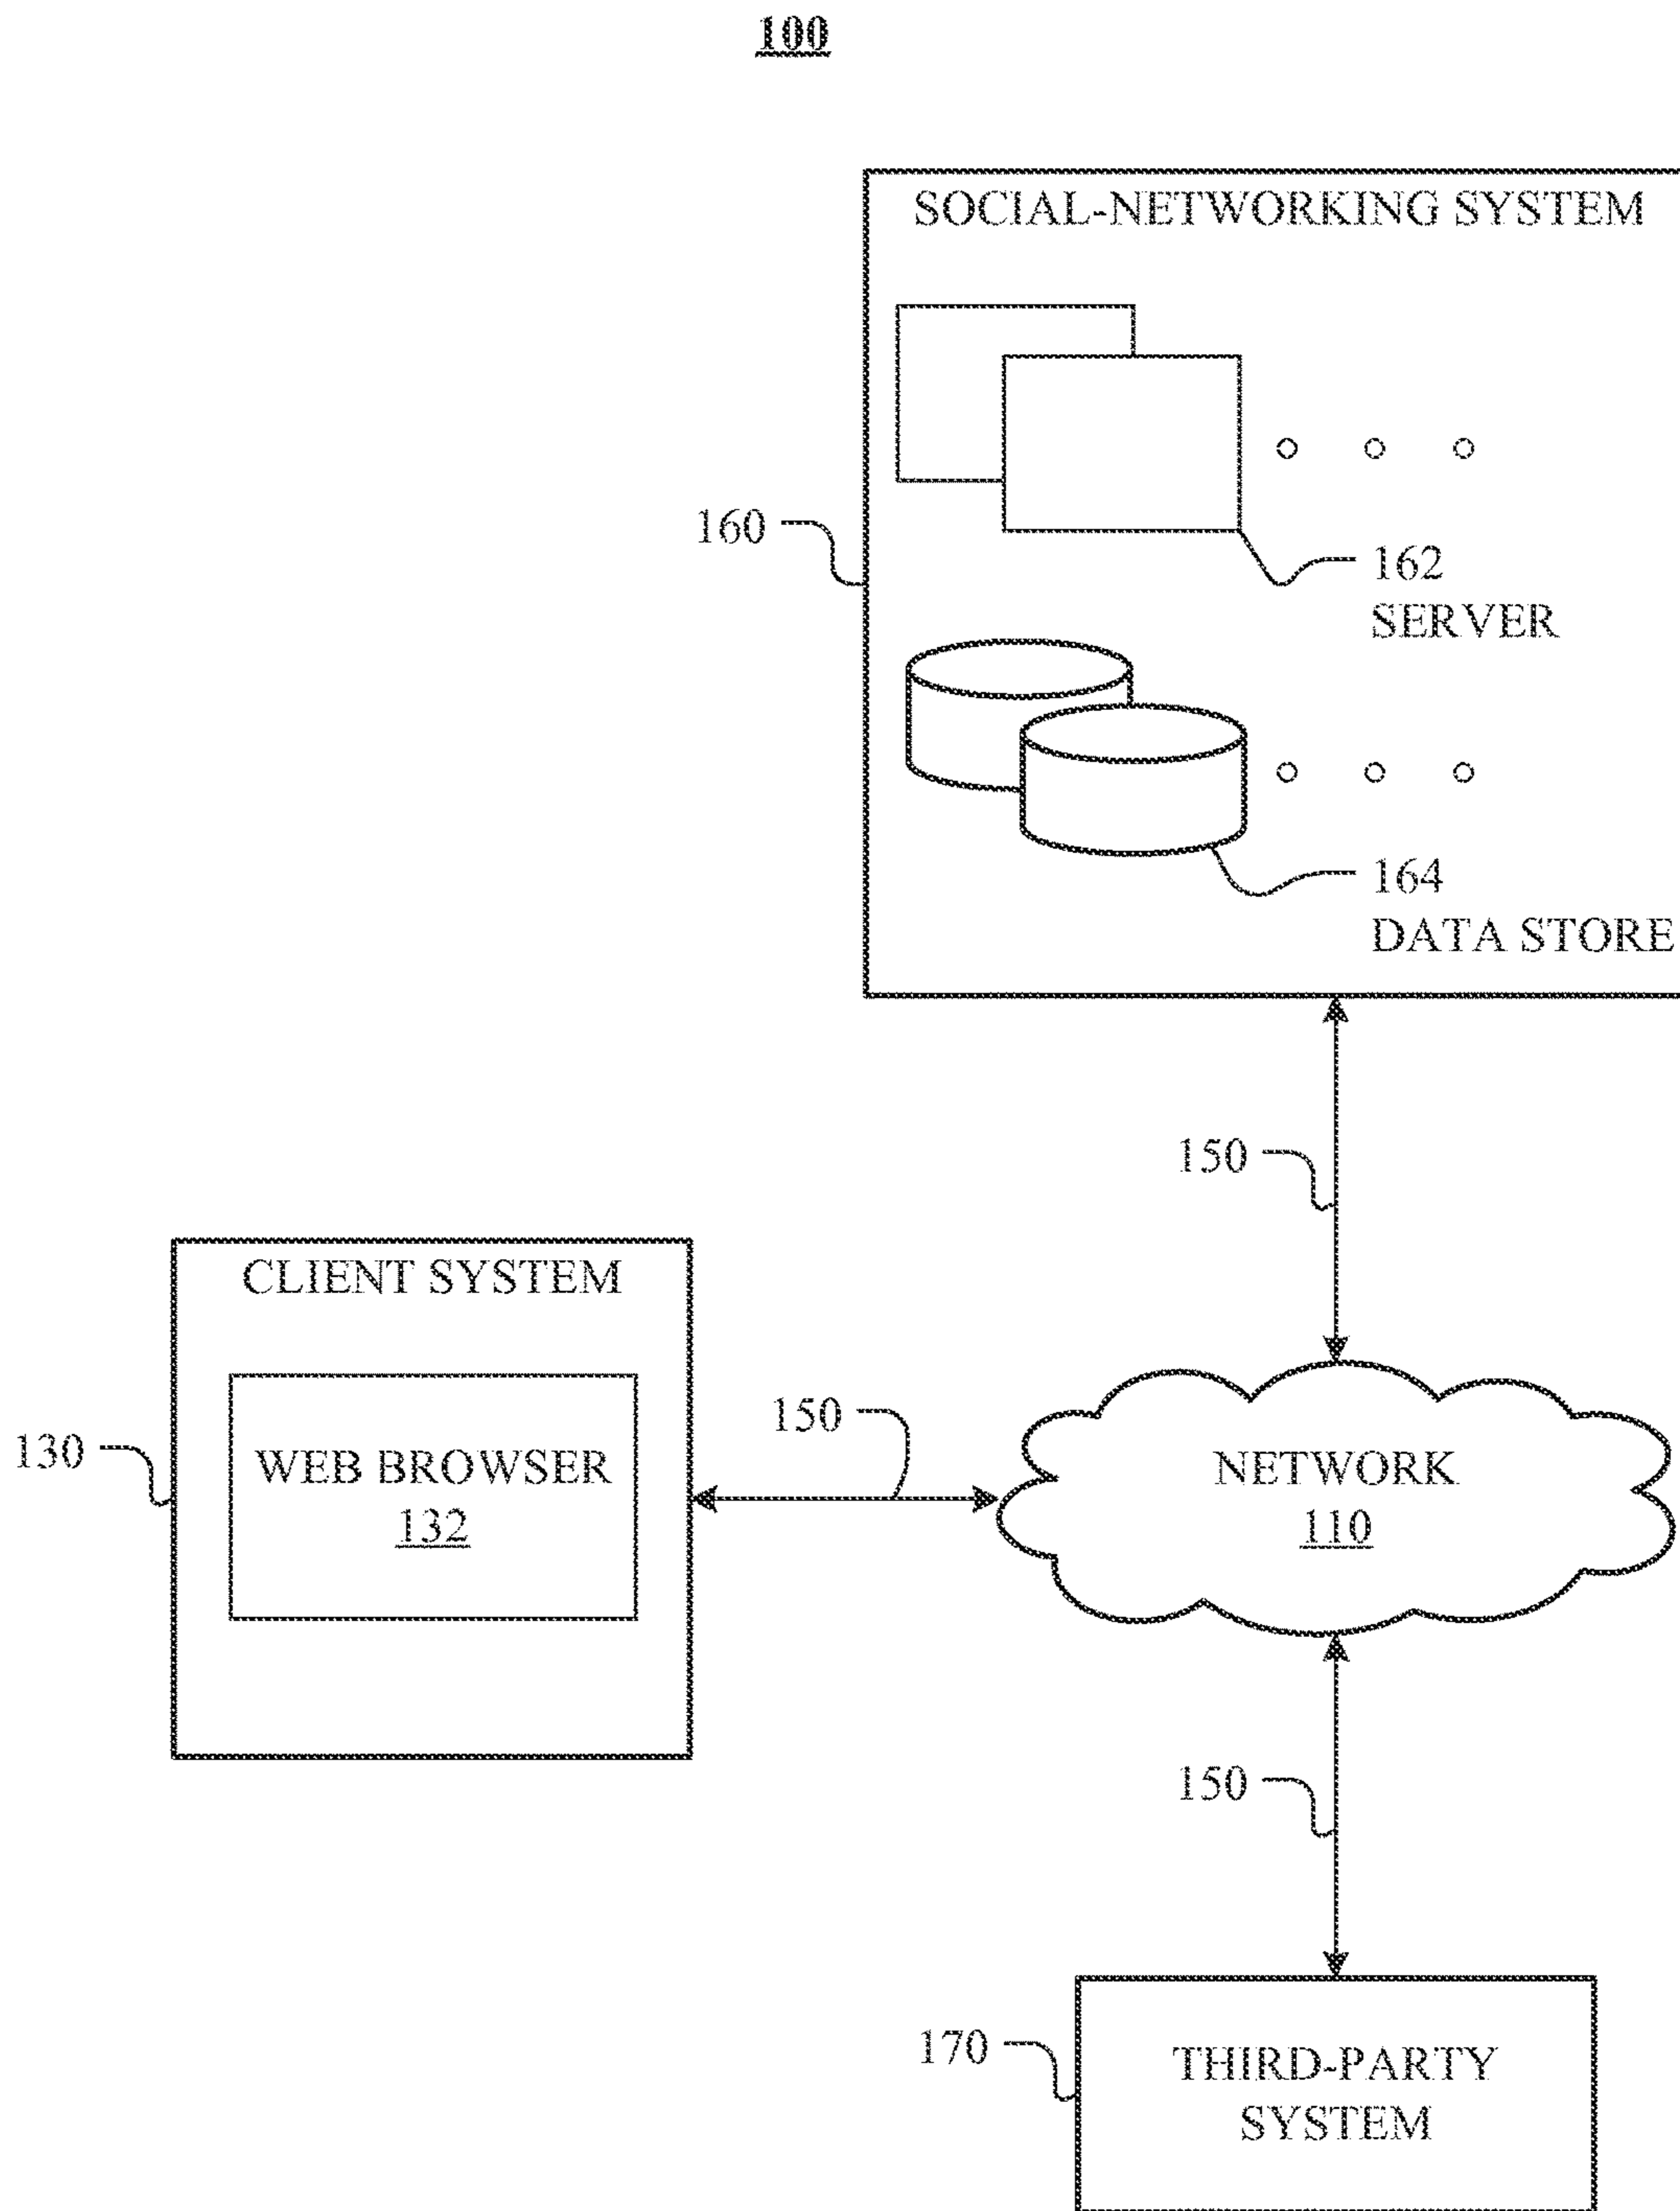 100
SOCIAL-NETWORKING SYSTEM
160
162
SERVER
164
DATA STORE
150
CLIENT SYSTEM
130
WEB BROWSER
132
150
NETWORK
110
150
170
THIRD-PARTY
SYSTEM